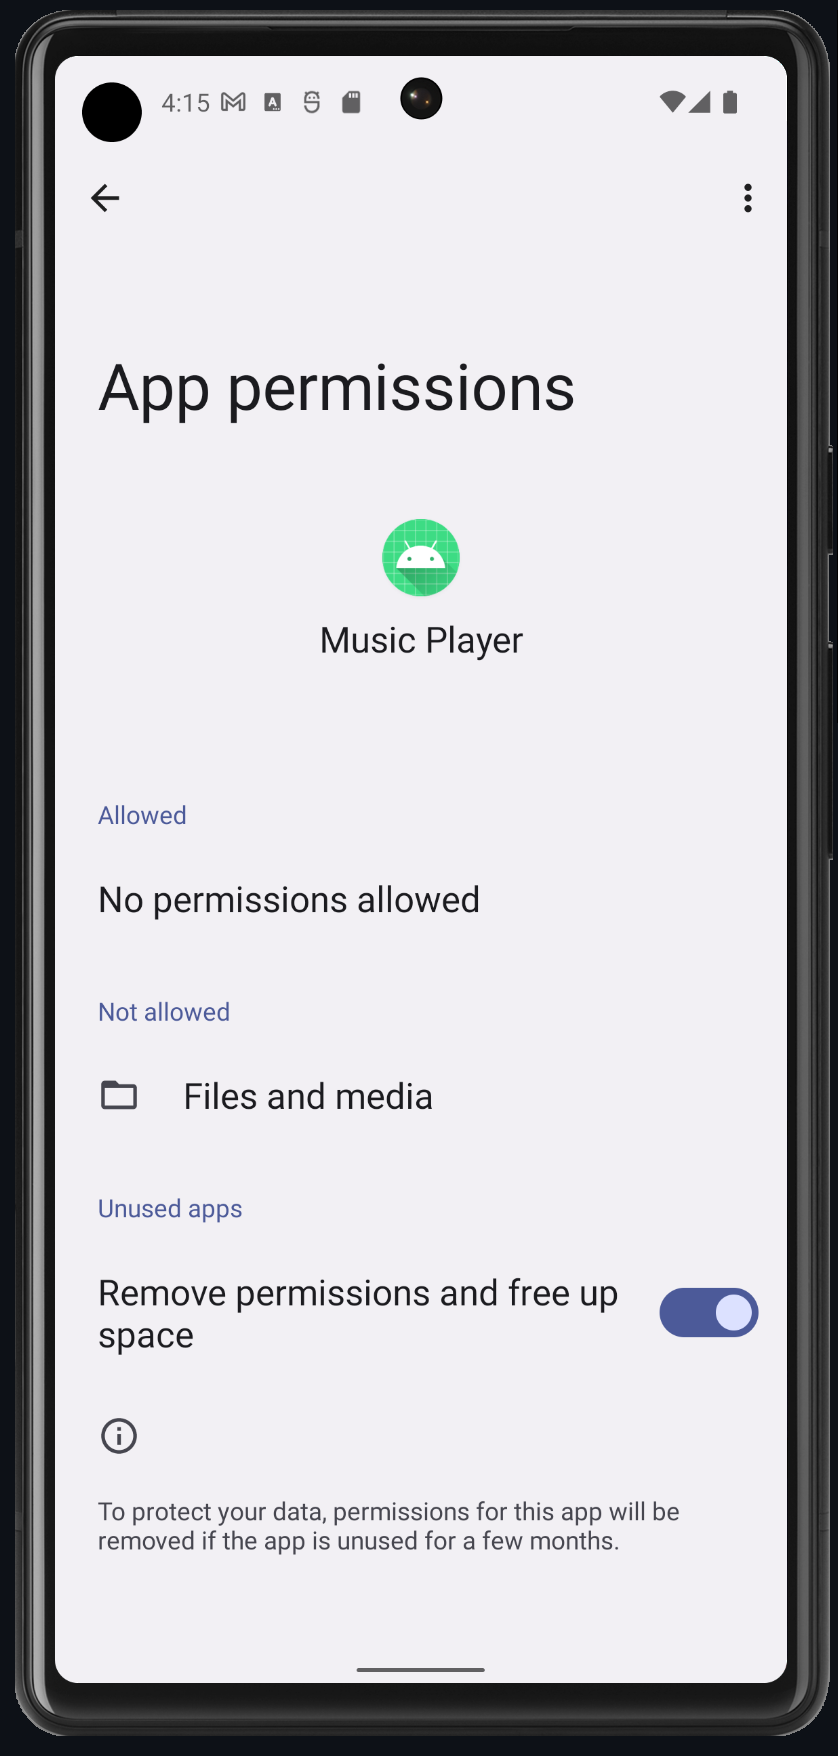 4:15
App permissions
Music Player
Allowed
No permissions allowed
Not allowed
Files and media
Unused apps
Remove permissions and free up
space
To protect your data, permissions for this app will be
removed if the app is unused for a few months.